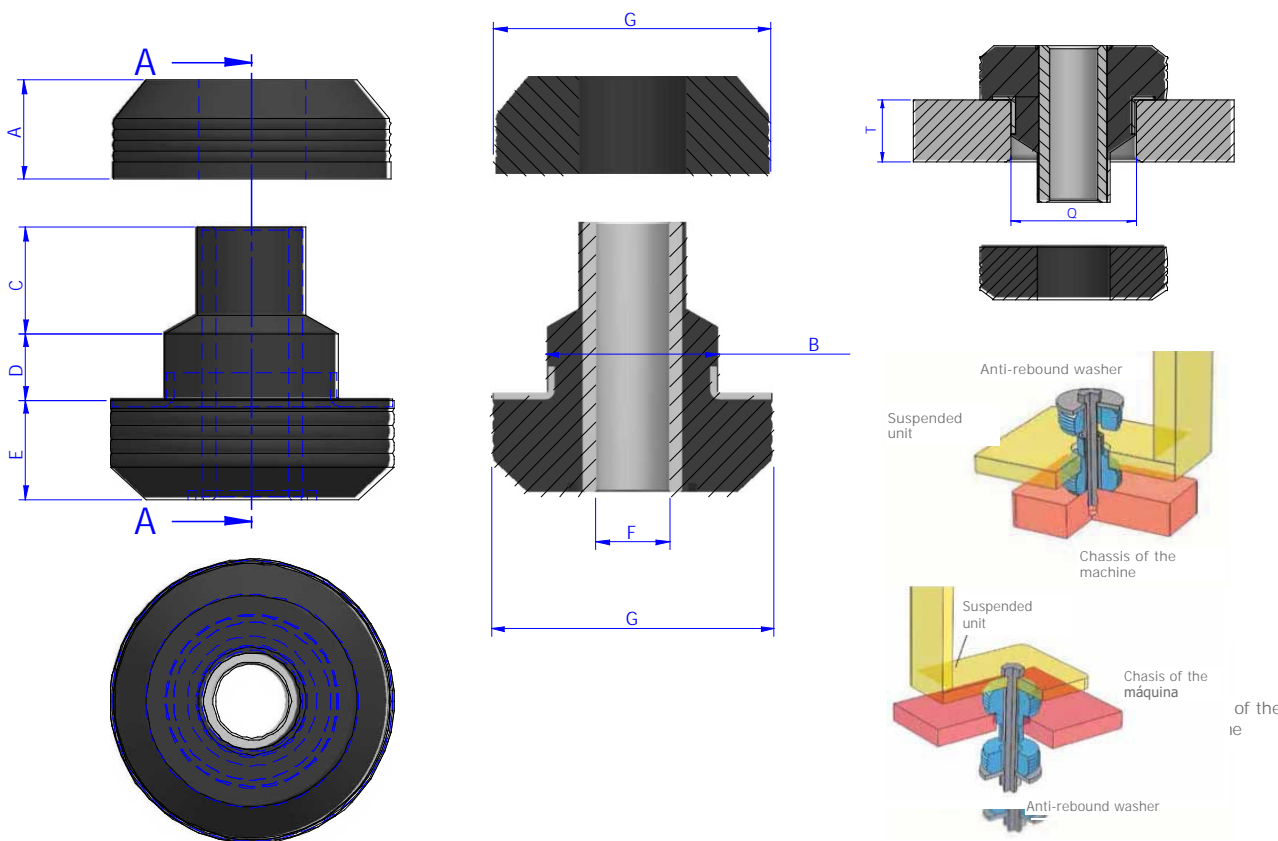 A
A
C
D
E
A
G
B
F
G
T
Q
Anti-rebound washer
Suspended
unit
Chassis of the
machine
Suspended
unit
Chasis of the
máquina
of the
Anti-rebound washer